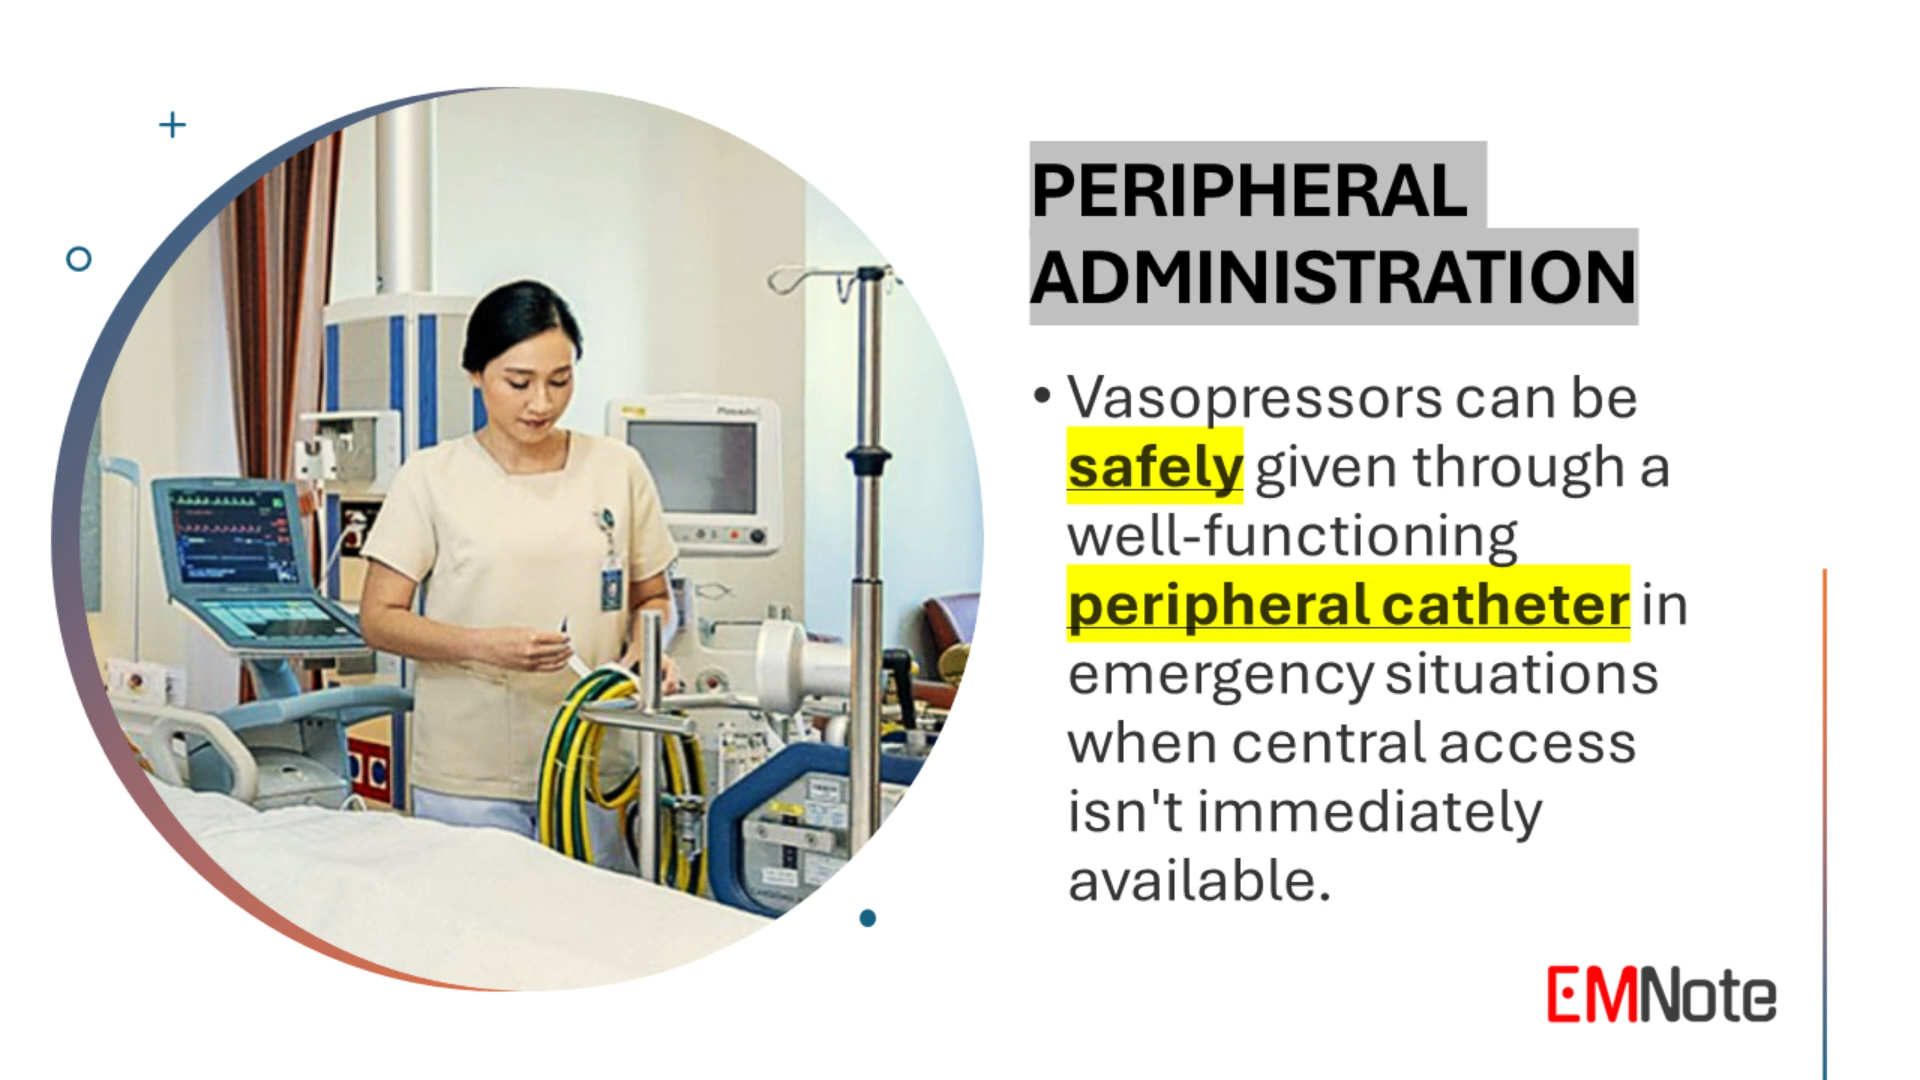 PERIPHERAL
ADMINISTRATION
• Vasopressors can be
safely given through a
well-functioning
peripheral catheter in
emergency situations
when central access
isn't immediately
available.
EMNote